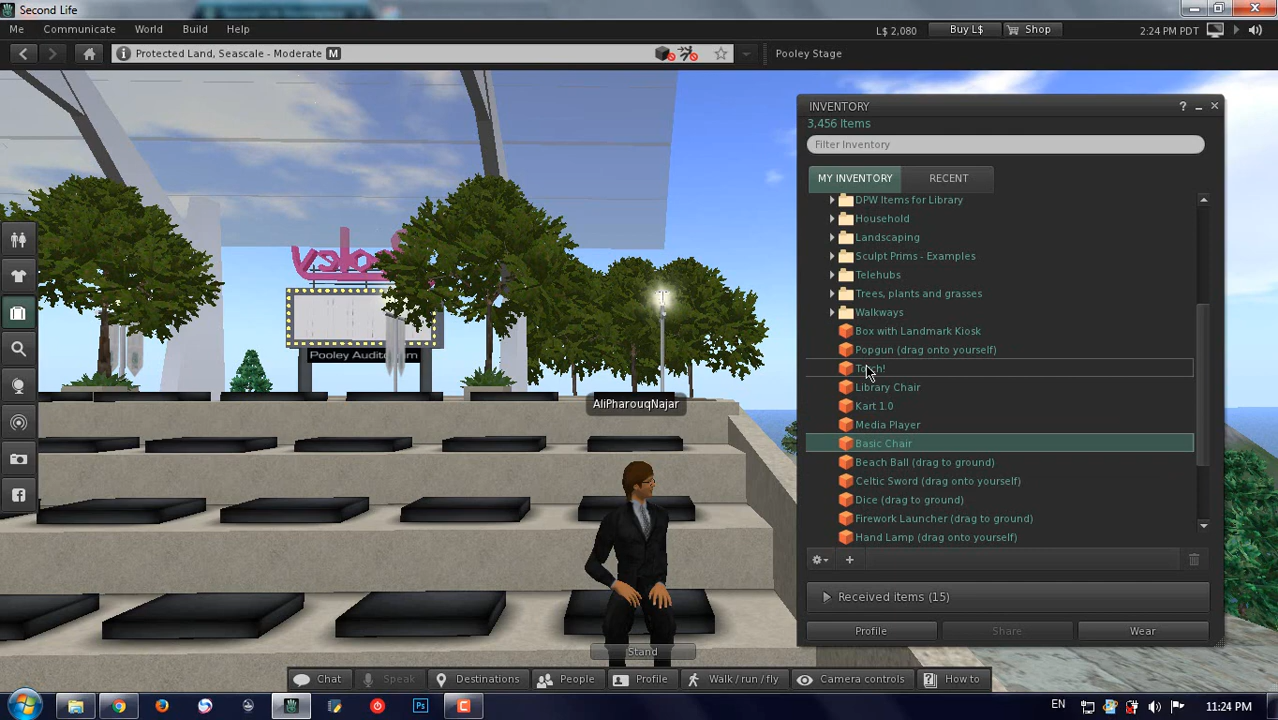 Second Life
Me Communicate World Build Help
L$ 2,080 Buy L$ Shop 2:24 PM PDT
Protected Land, Seascale - Moderate M
Pooley Stage
INVENTORY ?
3,456 Items
Filter Inventory
MY INVENTORY RECENT
DPW Items for Library
Household
Landscaping
Sculpt Prims - Examples
Telehubs
Trees, plants and grasses
Walkways
Box with Landmark Kiosk
Popgun (drag onto yourself)
Torch!
Library Chair
Kart 1.0
Media Player
Basic Chair
Beach Ball (drag to ground)
Celtic Sword (drag onto yourself)
Dice (drag to ground)
Firework Launcher (drag to ground)
Hand Lamp (drag onto yourself)
Received items (15)
Profile Share Wear
Pooley Auditorium
AliPharouqNajar
Stand
Chat Speak Destinations People Profile Walk / run / fly Camera controls How to
Ps
EN 11:24 PM